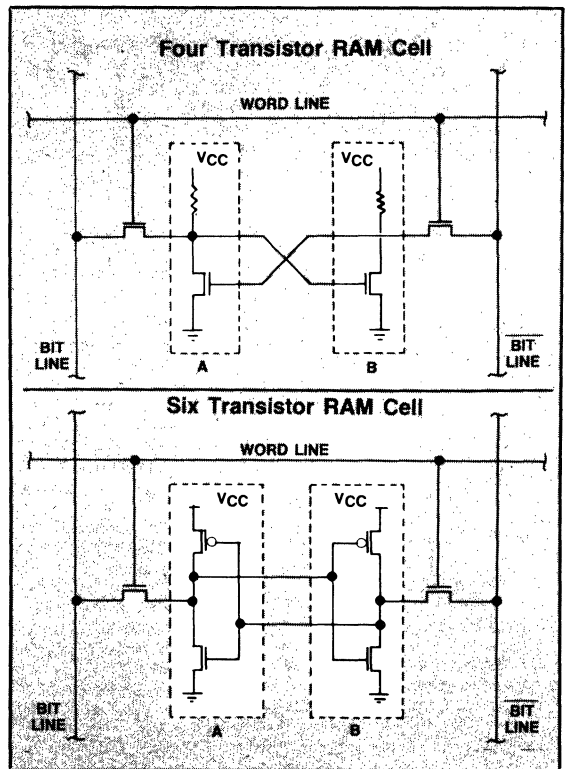 Four Transistor RAM Cell
WORD LINE
VCC VCC
BIT LINE
BIT LINE
A B
Six Transistor RAM Cell
WORD LINE
VCC VCC
BIT LINE
BIT LINE
A B